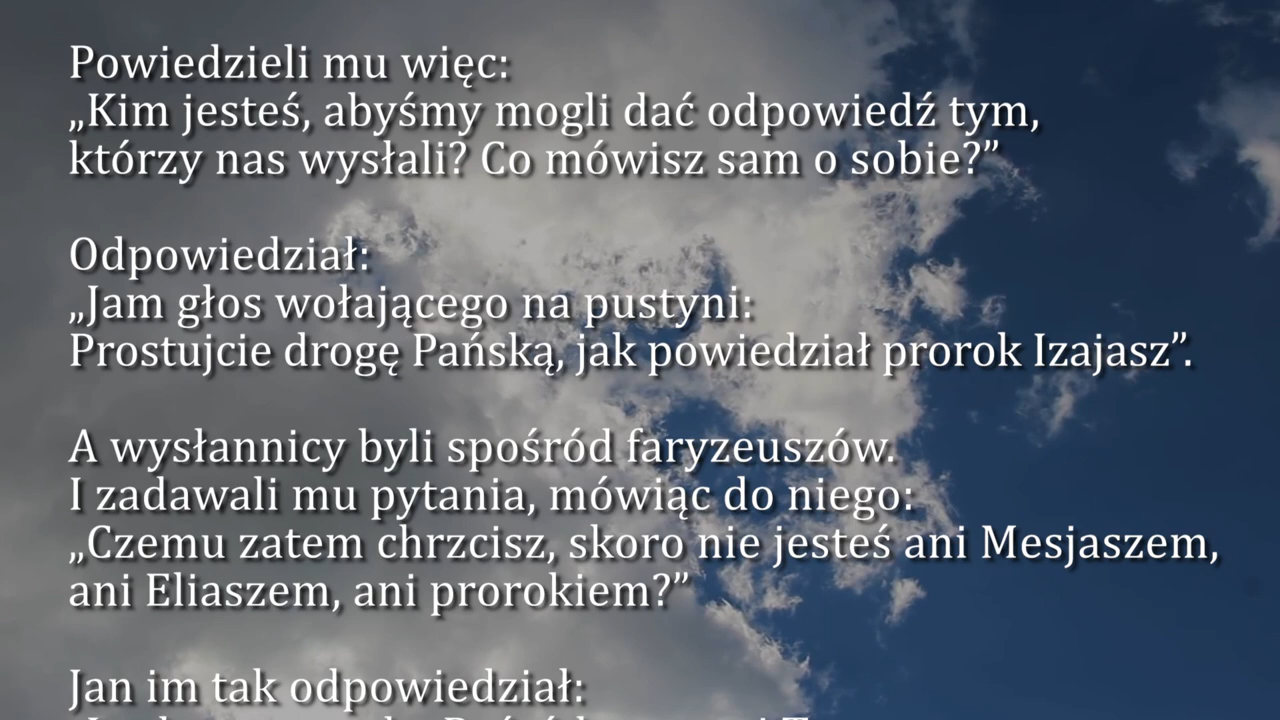 Powiedzieli mu więc:
„Kim jesteś, abyśmy mogli dać odpowiedź tym,
którzy nas wysłali? Co mówisz sam o sobie?”
Odpowiedział:
„Jam głos wołającego na pustyni:
Prostujcie drogę Pańską, jak powiedział prorok Izajasz”.
A wysłannicy byli spośród faryzeuszów.
I zadawali mu pytania, mówiąc do niego:
„Czemu zatem chrzcisz, skoro nie jesteś ani Mesjaszem,
ani Eliaszem, ani prorokiem?”
Jan im tak odpowiedział: